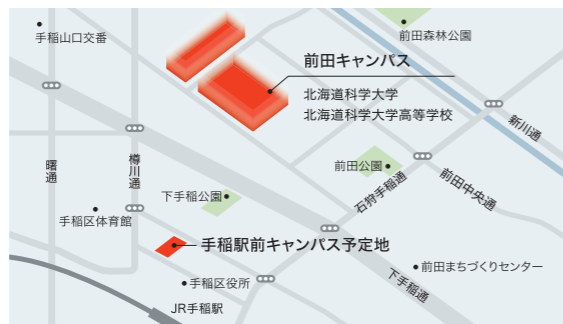 手稲山口交番
前田森林公園
前田キャンパス
北海道科学大学
北海道科学大学高等学校
新川通
曙通
樽川通
前田公園
前田中央通
石狩手稲通
下手稲公園
手稲区体育館
手稲駅前キャンパス予定地
前田まちづくりセンター
手稲区役所
下手稲通
JR手稲駅